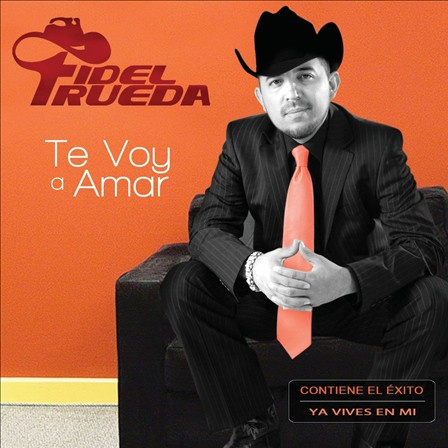 FIDEL
RUEDA
Te Voy
a Amar
CONTIENE EL ÉXITO
YA VIVES EN MI